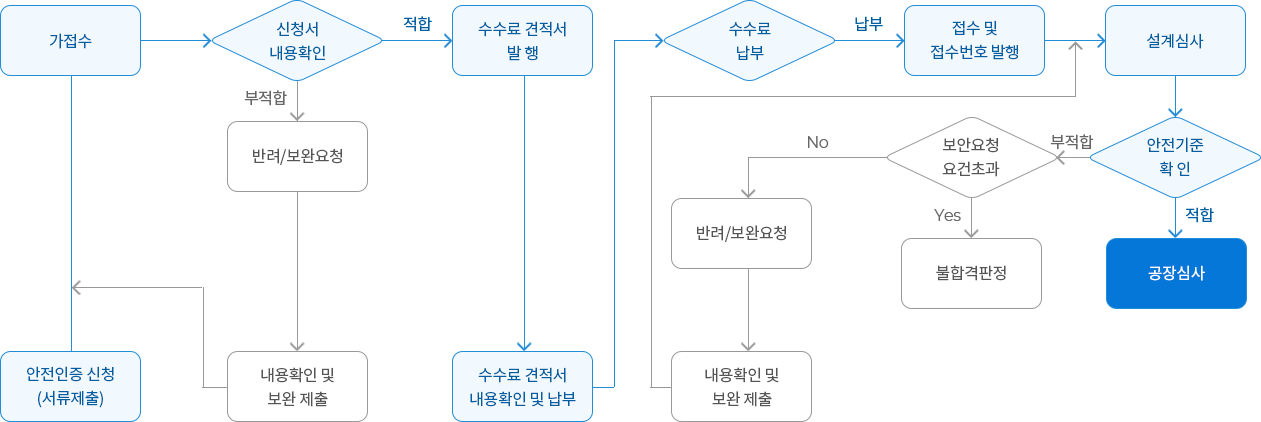 가접수
신청서
내용확인
적합
수수료 견적서
발 행
수수료
납부
납부
접수 및
접수번호 발행
설계심사
부적합
반려/보완요청
No
보안요청
요건초과
부적합
안전기준
확 인
반려/보완요청
Yes
적합
불합격판정
공장심사
안전인증 신청
(서류제출)
내용확인 및
보완 제출
수수료 견적서
내용확인 및 납부
내용확인 및
보완 제출